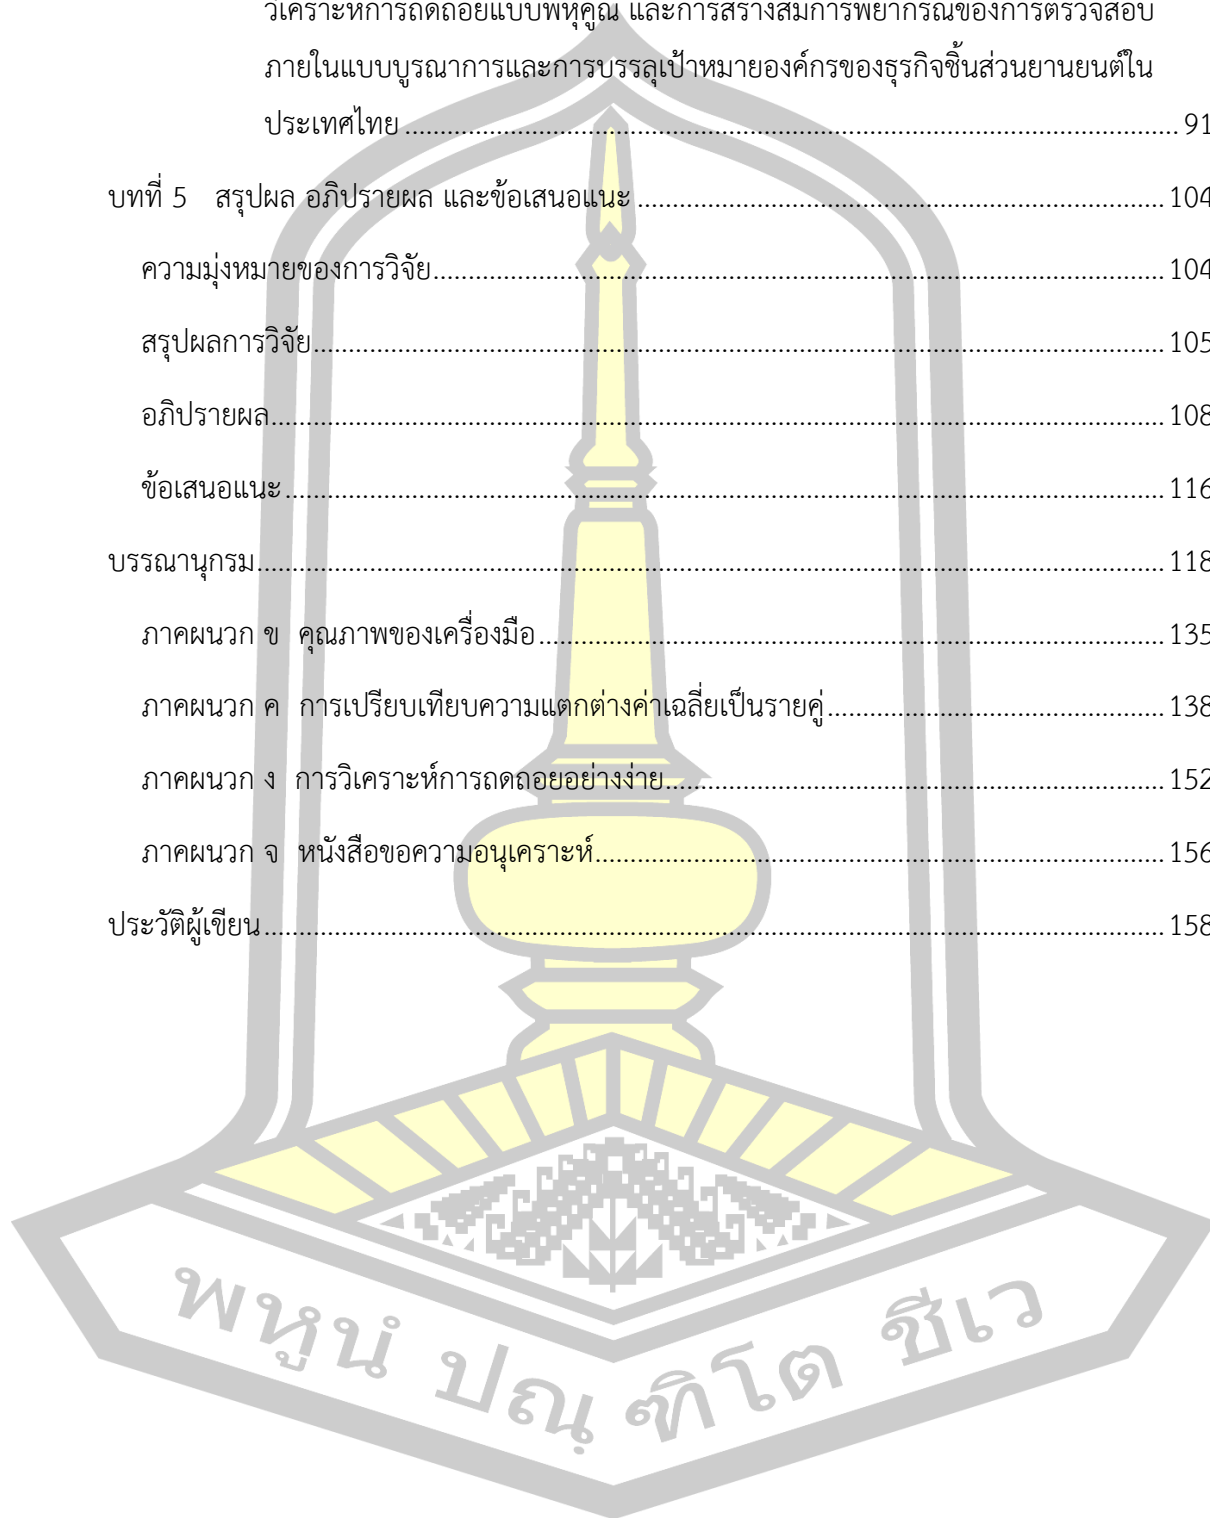 วิเคราะห์การถดถอยแบบพหุคูณ และการสร้างสมการพยากรณ์ของการตรวจสอบ
ภายในแบบบูรณาการและการบรรลุเป้าหมายองค์กรของธุรกิจชิ้นส่วนยานยนต์ใน
ประเทศไทย ........................................................................................................ 91
บทที่ 5 สรุปผล อภิปรายผล และข้อเสนอแนะ ........................................................................ 104
ความมุ่งหมายของการวิจัย.................................................................................................... 104
สรุปผลการวิจัย.................................................................................................................... 105
อภิปรายผล.......................................................................................................................... 108
ข้อเสนอแนะ ........................................................................................................................ 116
บรรณานุกรม............................................................................................................................ 118
ภาคผนวก ข คุณภาพของเครื่องมือ ...................................................................................... 135
ภาคผนวก ค การเปรียบเทียบความแตกต่างค่าเฉลี่ยเป็นรายคู่ .............................................. 138
ภาคผนวก ง การวิเคราะห์การถดถอยอย่างง่าย..................................................................... 152
ภาคผนวก จ หนังสือขอความอนุเคราะห์............................................................................... 156
ประวัติผู้เขียน ........................................................................................................................... 158
พหูนํ ปณฺฑิโต ชีเว